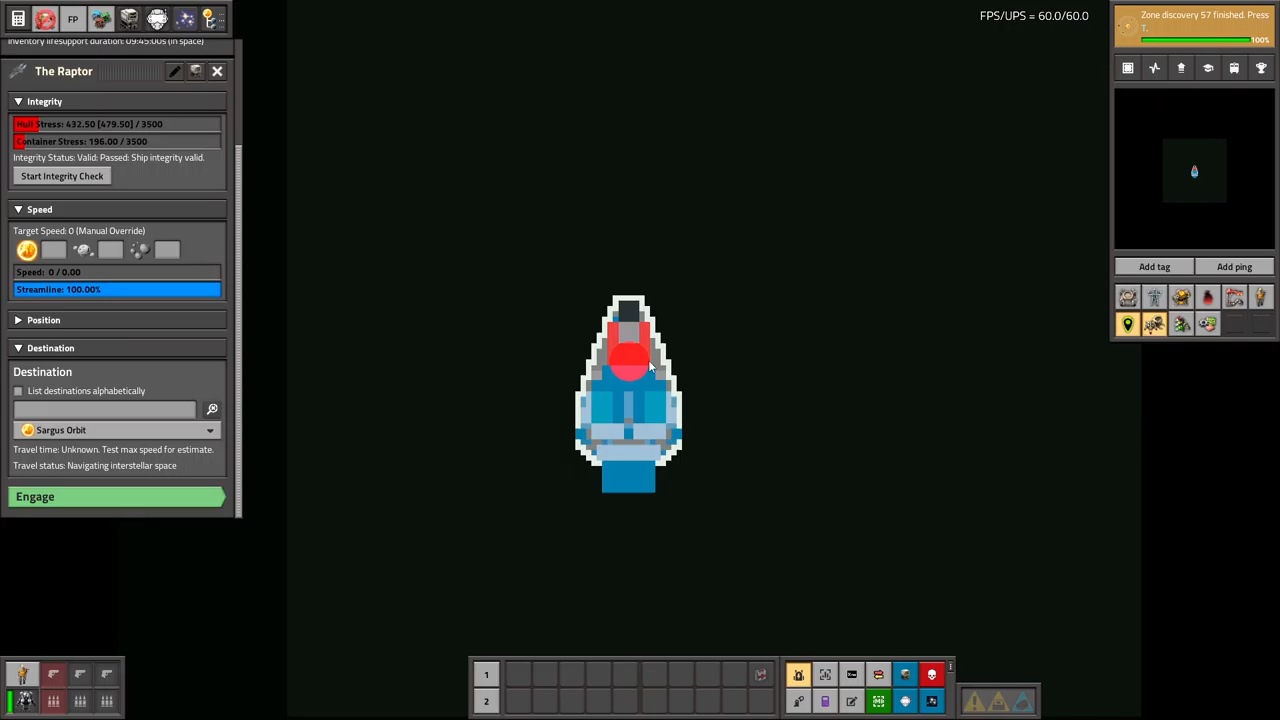 FPS/UPS = 60.0/60.0
Zone discovery 57 finished. Press
T.
100%
FP
Inventory lifesupport duration: 09:45:00s (in space)
The Raptor
Integrity
Hull Stress: 432.50 [479.50] / 3500
Container Stress: 196.00 / 3500
Integrity Status: Valid: Passed: Ship integrity valid.
Start Integrity Check
Speed
Target Speed: 0 (Manual Override)
Speed: 0 / 0.00
Streamline: 100.00%
Position
Destination
Destination
List destinations alphabetically
Sargus Orbit
Travel time: Unknown. Test max speed for estimate.
Travel status: Navigating interstellar space
Engage
Add tag
Add ping
1
2